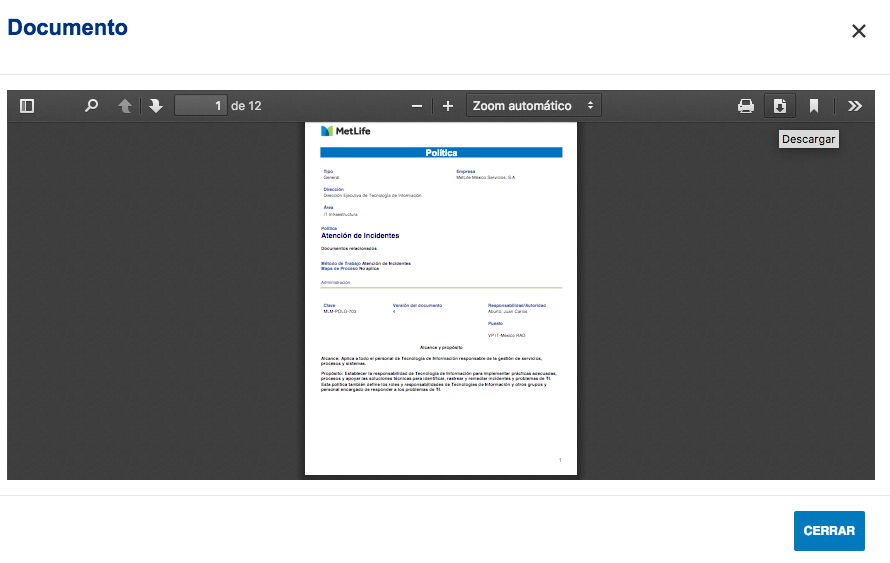 Documento
1 de 12
Zoom automático
Descargar
MetLife
Política
Tipo Empresa
General MetLife México Servicios, S.A.
Dirección
Dirección Ejecutiva de Tecnología de Información
Área
IT Infraestructura
Política
Atención de Incidentes
Documentos relacionados
Método de Trabajo Atención de Incidentes
Mapa de Proceso No aplica
Administración
Clave Versión del documento Responsabilidad/Autoridad
MLM-POLG-703 4 Aburto, Juan Carlos
Puesto
VP IT-Mexico RAD
Alcance y propósito
Alcance: Aplica a todo el personal de Tecnología de Información responsable de la gestión de servicios,
procesos y sistemas.
Propósito: Establecer la responsabilidad de Tecnología de Información para implementar prácticas adecuadas,
procesos y apoyar las soluciones técnicas para identificar, rastrear y remediar incidentes y problemas de TI.
Esta política también define los roles y responsabilidades de Tecnologías de Información y otros grupos y
personal encargado de responder a los problemas de TI.
1
CERRAR